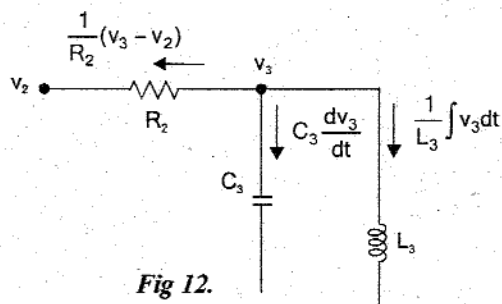 1/R₂ (v₃ – v₂)
v₂
v₃
R₂
C₃ dv₃/dt
1/L₃ ∫ v₃dt
C₃
L₃
Fig 12.